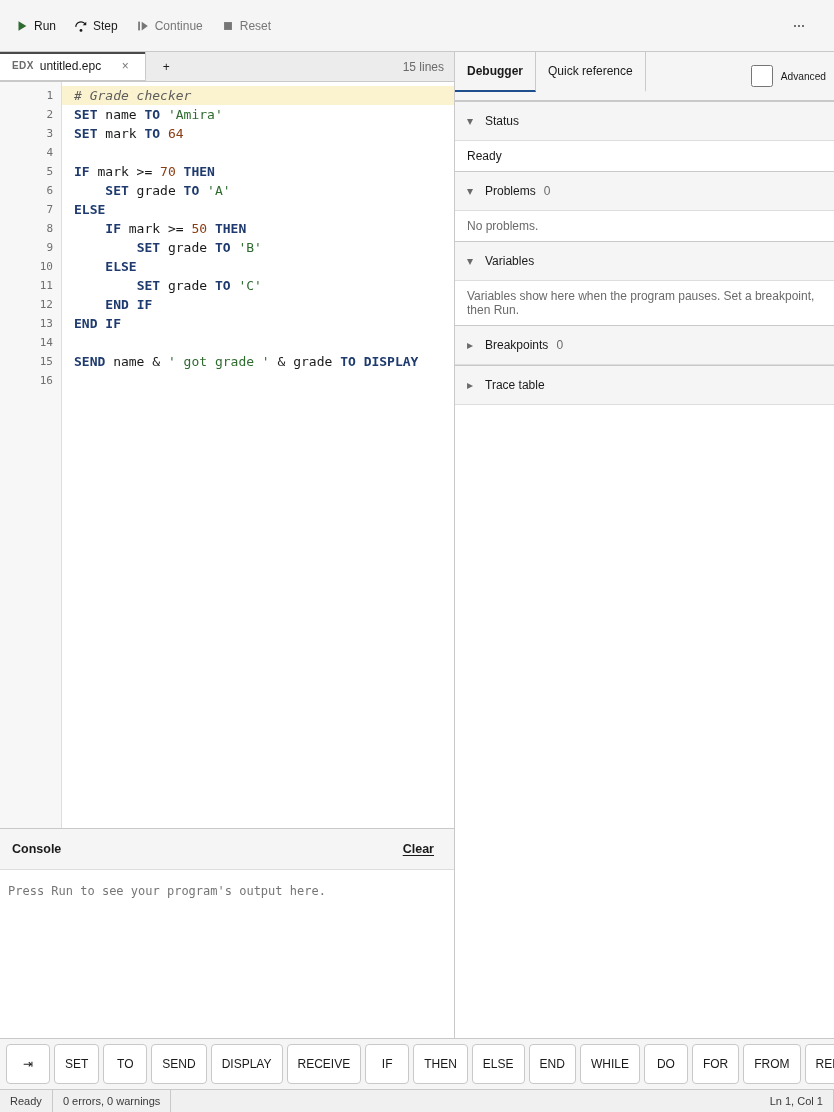 Run Step Continue Reset ⋯
EDX untitled.epc × + 15 lines
Debugger Quick reference Advanced
1 # Grade checker
2 SET name TO 'Amira'
3 SET mark TO 64
4
5 IF mark >= 70 THEN
6 SET grade TO 'A'
7 ELSE
8 IF mark >= 50 THEN
9 SET grade TO 'B'
10 ELSE
11 SET grade TO 'C'
12 END IF
13 END IF
14
15 SEND name & ' got grade ' & grade TO DISPLAY
16
▾ Status
Ready
▾ Problems 0
No problems.
▾ Variables
Variables show here when the program pauses. Set a breakpoint,
then Run.
▸ Breakpoints 0
▸ Trace table
Console Clear
Press Run to see your program's output here.
⇥ SET TO SEND DISPLAY RECEIVE IF THEN ELSE END WHILE DO FOR FROM
Ready 0 errors, 0 warnings Ln 1, Col 1